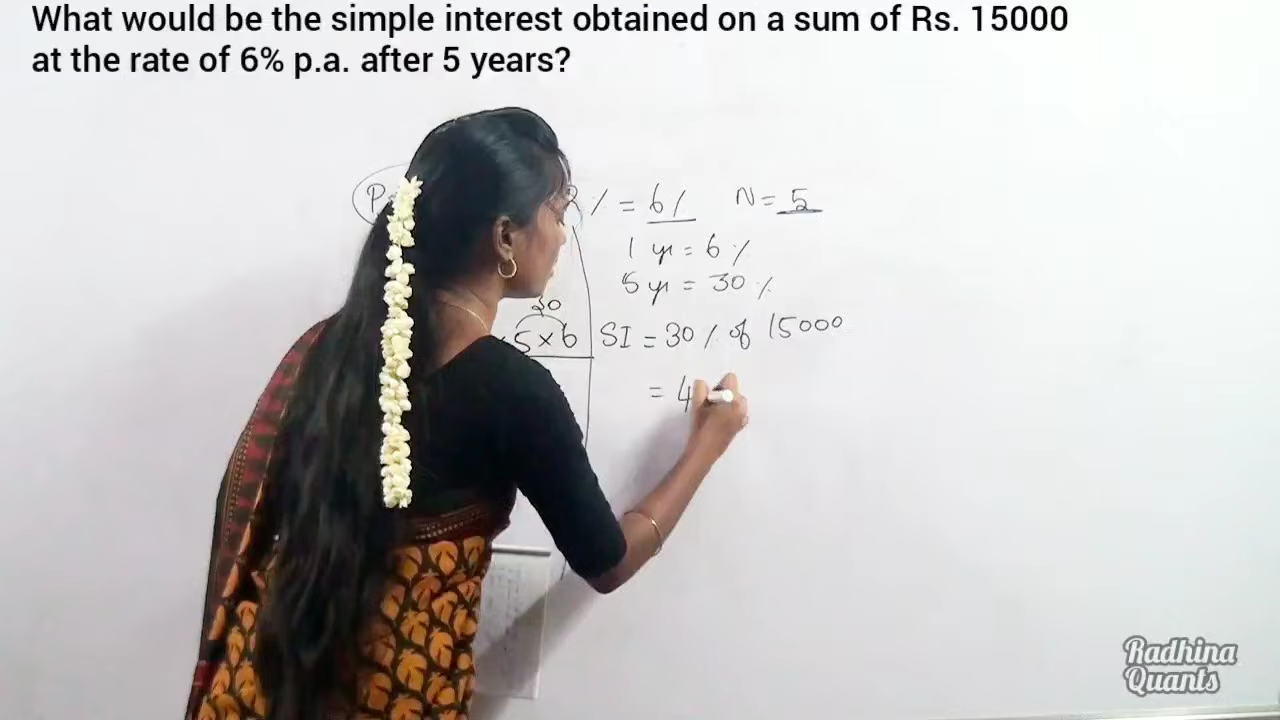 What would be the simple interest obtained on a sum of Rs. 15000
at the rate of 6% p.a. after 5 years?
P
% = 6% N = 5
1 yr = 6%
5 yr = 30%
30
5 × 6
SI = 30% of 15000
= 4
Radhina
Quants